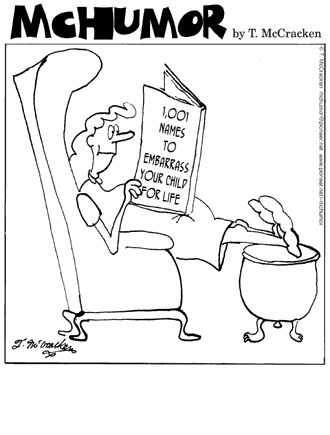 McHUMOR by T. McCracken
1,001
NAMES
TO
EMBARRASS
YOUR CHILD
FOR LIFE
T. McCracken